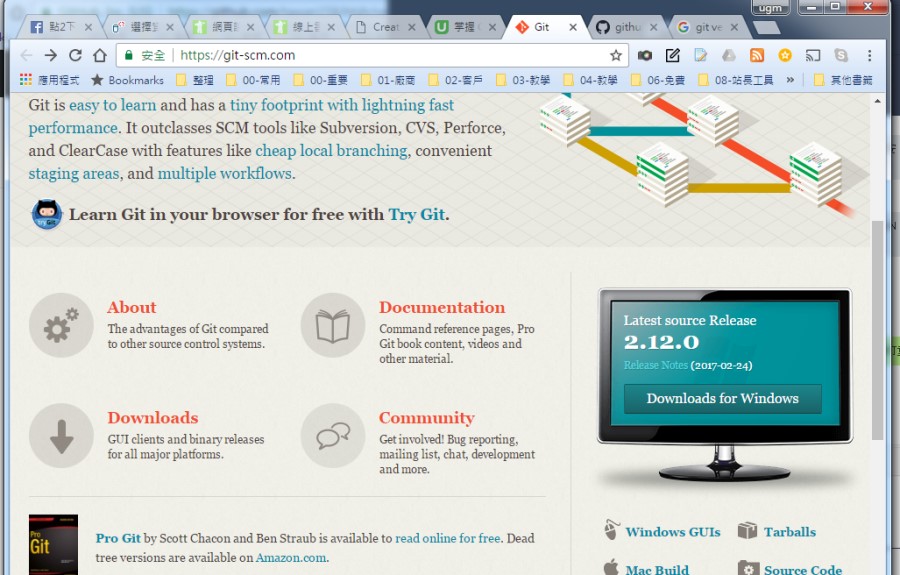 ugm
點2下
選擇
網頁
線上
Creat
掌握
Git
githu
git ve
安全
https://git-scm.com
應用程式
Bookmarks
整理
00-常用
00-重要
01-廠商
02-客戶
03-教學
04-教學
06-免費
08-站長工具
»
其他書籤
Git is easy to learn and has a tiny footprint with lightning fast
performance. It outclasses SCM tools like Subversion, CVS, Perforce,
and ClearCase with features like cheap local branching, convenient
staging areas, and multiple workflows.
Learn Git in your browser for free with Try Git.
About
The advantages of Git compared
to other source control systems.
Documentation
Command reference pages, Pro
Git book content, videos and
other material.
Downloads
GUI clients and binary releases
for all major platforms.
Community
Get involved! Bug reporting,
mailing list, chat, development
and more.
Latest source Release
2.12.0
Release Notes (2017-02-24)
Downloads for Windows
Windows GUIs
Tarballs
Mac Build
Source Code
Pro
Git
Pro Git by Scott Chacon and Ben Straub is available to read online for free. Dead
tree versions are available on Amazon.com.